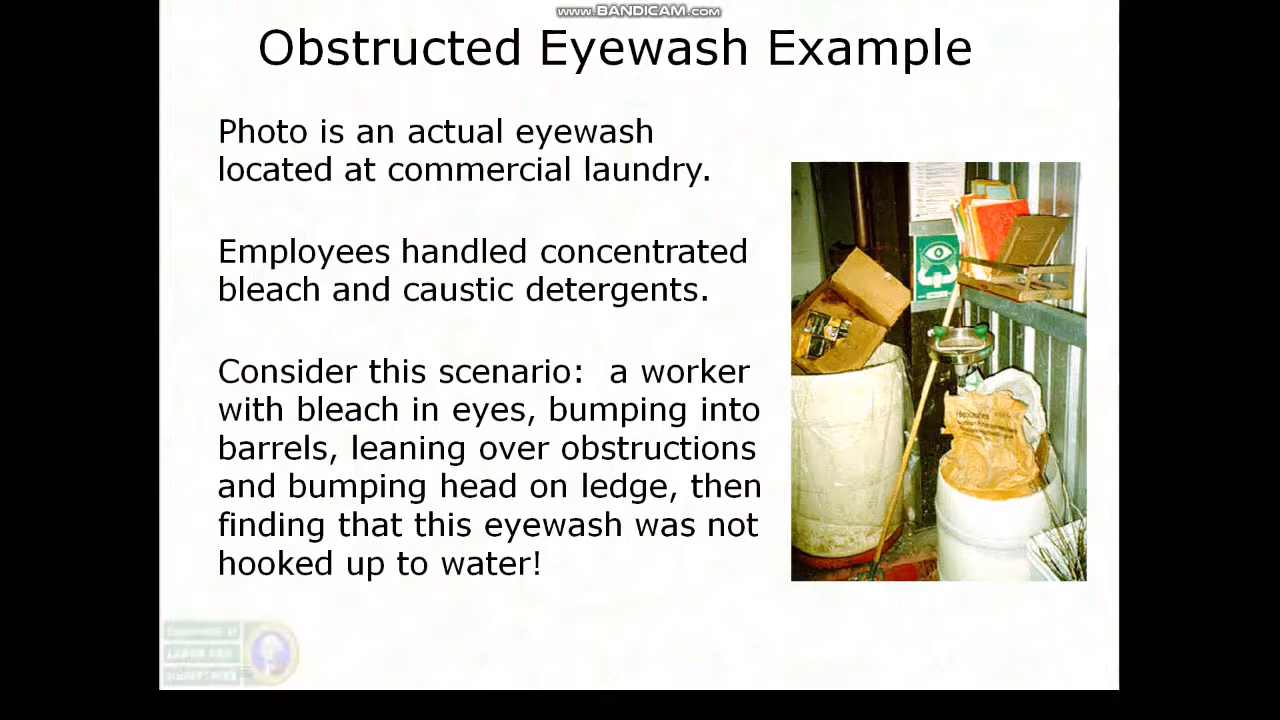 www.BANDICAM.com
Obstructed Eyewash Example
Photo is an actual eyewash
located at commercial laundry.
Employees handled concentrated
bleach and caustic detergents.
Consider this scenario:  a worker
with bleach in eyes, bumping into
barrels, leaning over obstructions
and bumping head on ledge, then
finding that this eyewash was not
hooked up to water!